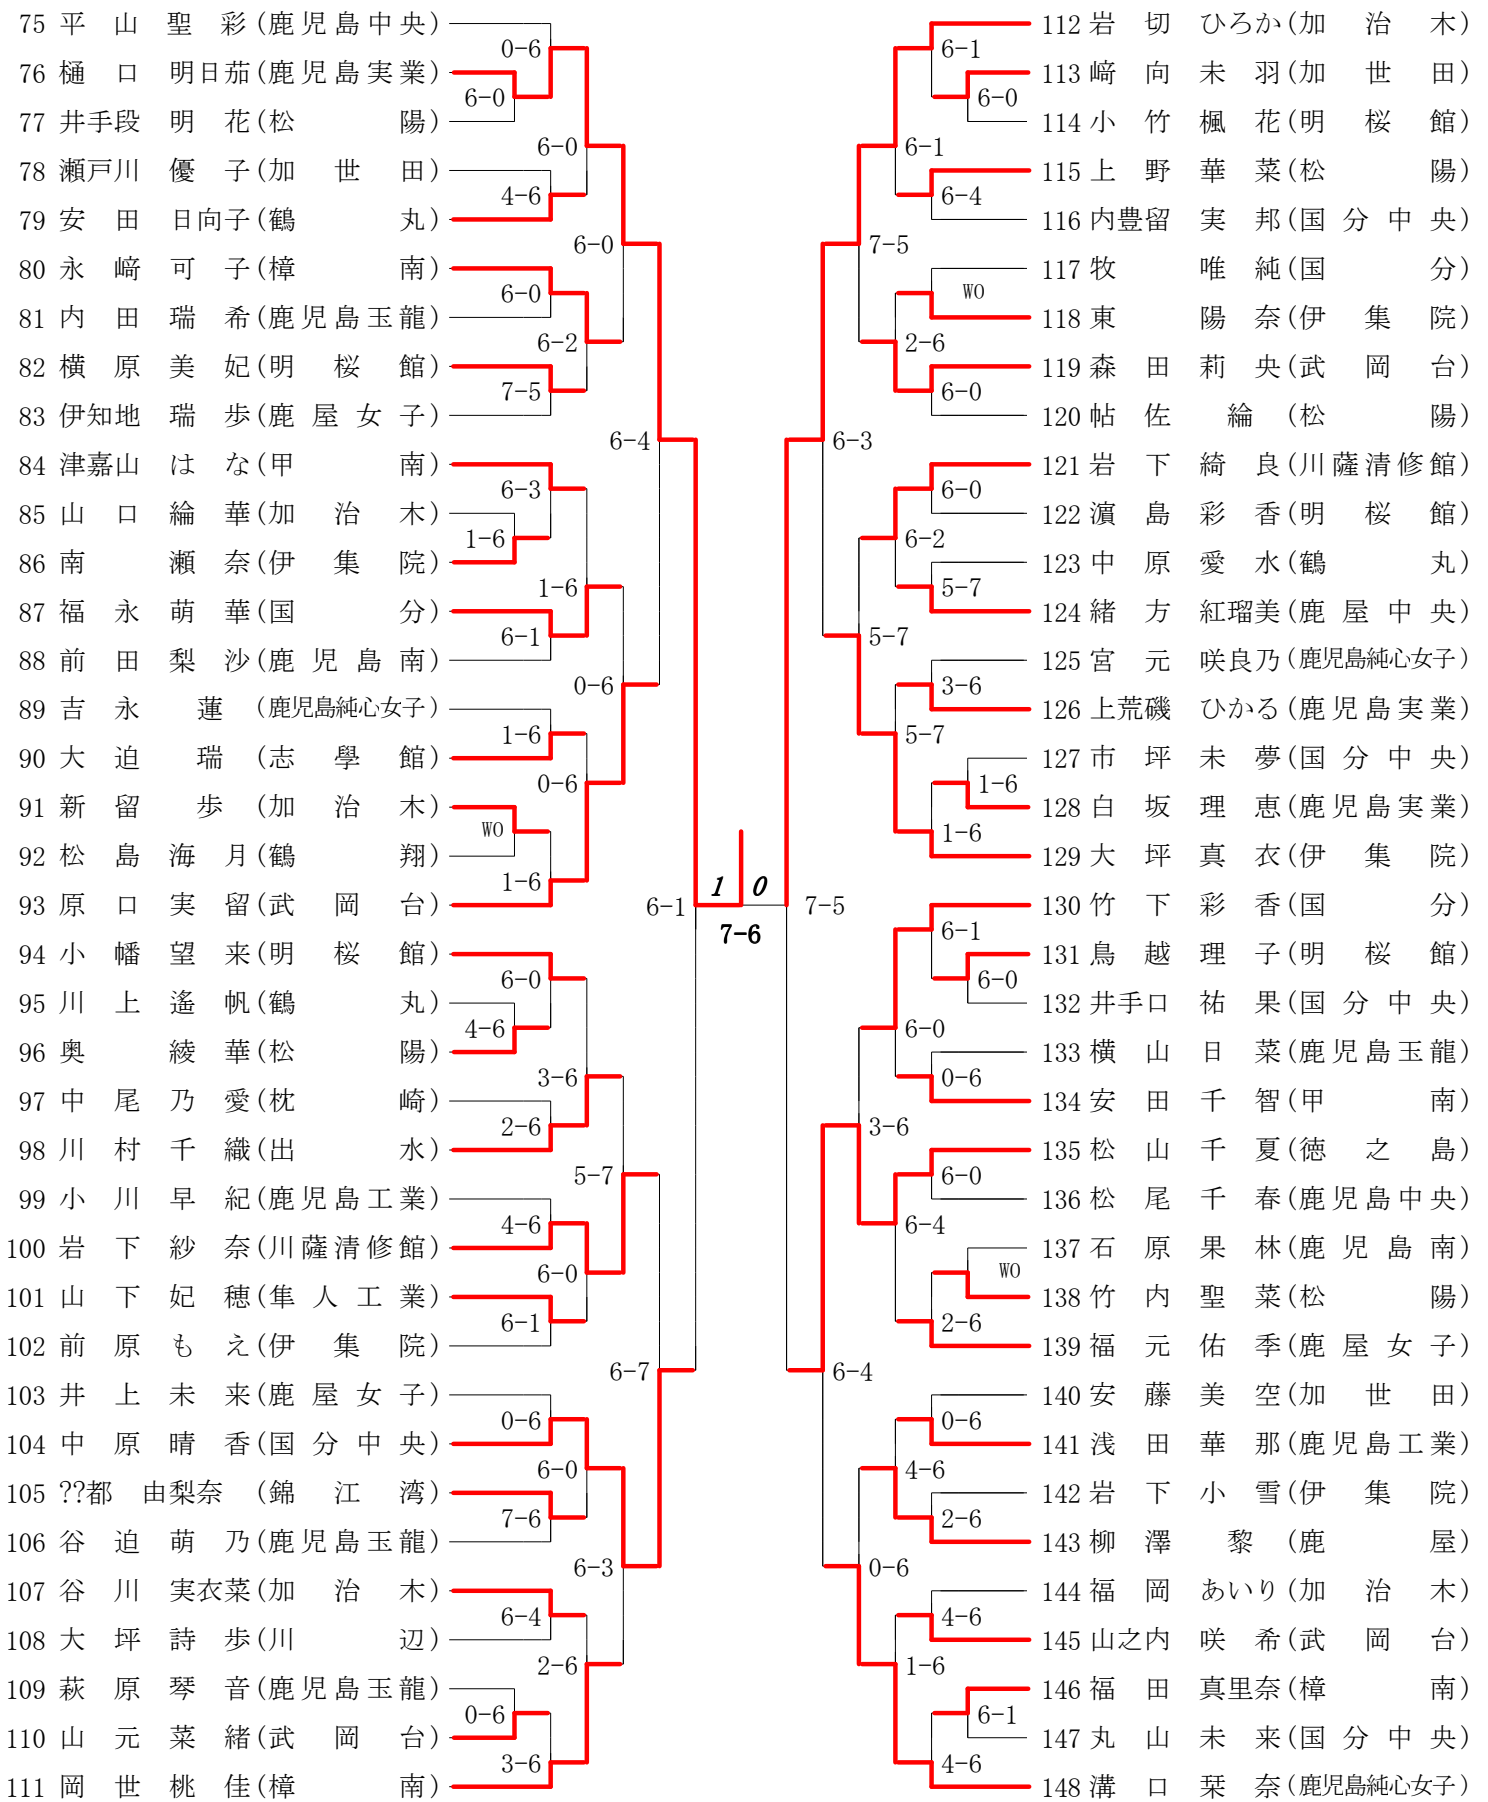 75 平 山 聖 彩 (鹿児島中央)
0-6
76 樋 口 明日茄 (鹿児島実業)
6-0
77 井手段 明 花 (松 陽)
6-0
78 瀬戸川 優 子 (加 世 田)
4-6
79 安 田 日向子 (鶴 丸)
6-0
80 永 﨑 可 子 (樟 南)
6-0
81 内 田 瑞 希 (鹿児島玉龍)
6-2
82 横 原 美 妃 (明 桜 館)
7-5
83 伊知地 瑞 歩 (鹿 屋 女 子)
6-4
84 津嘉山 は な (甲 南)
6-3
85 山 口 綸 華 (加 治 木)
1-6
86 南 瀬 奈 (伊 集 院)
1-6
87 福 永 萌 華 (国 分)
6-1
88 前 田 梨 沙 (鹿 児 島 南)
0-6
89 吉 永 蓮 (鹿児島純心女子)
1-6
90 大 迫 瑞 (志 學 館)
0-6
91 新 留 歩 (加 治 木)
WO
92 松 島 海 月 (鶴 翔)
1-6
93 原 口 実 留 (武 岡 台)
6-1
94 小 幡 望 来 (明 桜 館)
6-0
95 川 上 遙 帆 (鶴 丸)
4-6
96 奥 綾 華 (松 陽)
3-6
97 中 尾 乃 愛 (枕 崎)
2-6
98 川 村 千 織 (出 水)
5-7
99 小 川 早 紀 (鹿児島工業)
4-6
100 岩 下 紗 奈 (川薩清修館)
6-0
101 山 下 妃 穂 (隼 人 工 業)
6-1
102 前 原 も え (伊 集 院)
6-7
103 井 上 未 来 (鹿 屋 女 子)
0-6
104 中 原 晴 香 (国 分 中 央)
6-0
105 ??都 由梨奈 (錦 江 湾)
7-6
106 谷 迫 萌 乃 (鹿児島玉龍)
6-3
107 谷 川 実衣菜 (加 治 木)
6-4
108 大 坪 詩 歩 (川 辺)
2-6
109 萩 原 琴 音 (鹿児島玉龍)
0-6
110 山 元 菜 緒 (武 岡 台)
3-6
111 岡 世 桃 佳 (樟 南)
1 0
7-6
112 岩 切 ひろか (加 治 木)
6-1
113 﨑 向 未 羽 (加 世 田)
6-0
114 小 竹 楓 花 (明 桜 館)
6-1
115 上 野 華 菜 (松 陽)
6-4
116 内豊留 実 邦 (国 分 中 央)
7-5
117 牧 唯 純 (国 分)
WO
118 東 陽 奈 (伊 集 院)
2-6
119 森 田 莉 央 (武 岡 台)
6-0
120 帖 佐 綸 (松 陽)
6-3
121 岩 下 綺 良 (川薩清修館)
6-0
122 濵 島 彩 香 (明 桜 館)
6-2
123 中 原 愛 水 (鶴 丸)
5-7
124 緒 方 紅瑠美 (鹿 屋 中 央)
5-7
125 宮 元 咲良乃 (鹿児島純心女子)
3-6
126 上荒磯 ひかる (鹿児島実業)
5-7
127 市 坪 未 夢 (国 分 中 央)
1-6
128 白 坂 理 恵 (鹿児島実業)
1-6
129 大 坪 真 衣 (伊 集 院)
7-5
130 竹 下 彩 香 (国 分)
6-1
131 鳥 越 理 子 (明 桜 館)
6-0
132 井手口 祐 果 (国 分 中 央)
6-0
133 横 山 日 菜 (鹿児島玉龍)
0-6
134 安 田 千 智 (甲 南)
3-6
135 松 山 千 夏 (徳 之 島)
6-0
136 松 尾 千 春 (鹿児島中央)
6-4
137 石 原 果 林 (鹿 児 島 南)
WO
138 竹 内 聖 菜 (松 陽)
2-6
139 福 元 佑 季 (鹿 屋 女 子)
6-4
140 安 藤 美 空 (加 世 田)
0-6
141 浅 田 華 那 (鹿児島工業)
4-6
142 岩 下 小 雪 (伊 集 院)
2-6
143 柳 澤 黎 (鹿 屋)
0-6
144 福 岡 あいり (加 治 木)
4-6
145 山之内 咲 希 (武 岡 台)
1-6
146 福 田 真里奈 (樟 南)
6-1
147 丸 山 未 来 (国 分 中 央)
4-6
148 溝 口 栞 奈 (鹿児島純心女子)